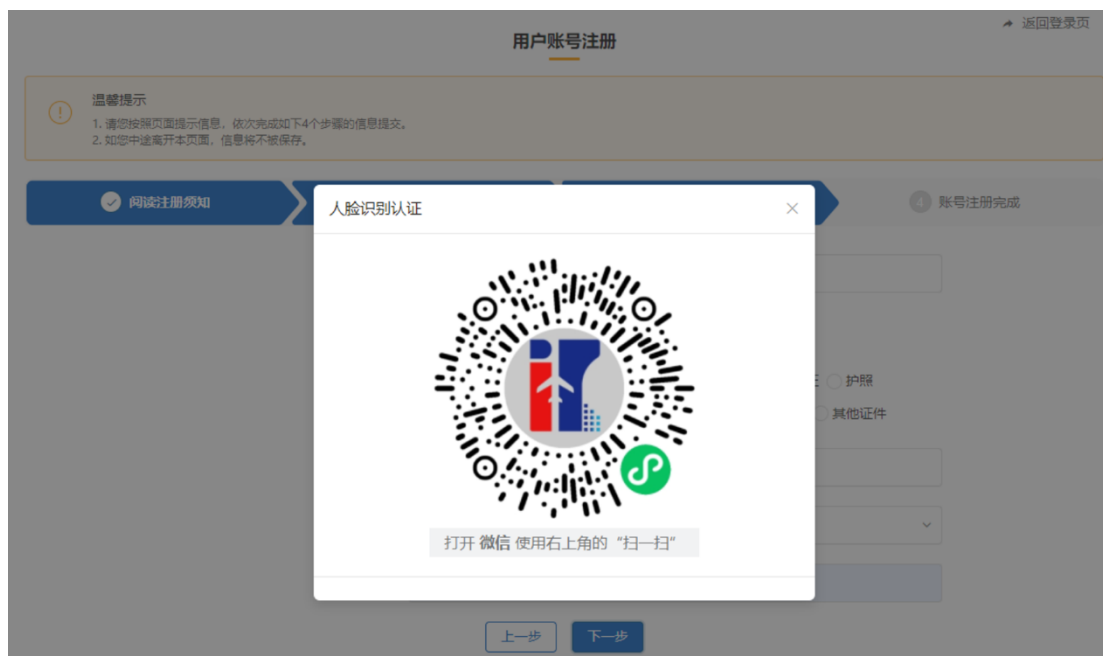 返回登录页
用户账号注册
温馨提示
1. 请您按照页面提示信息，依次完成如下4个步骤的信息提交。
2. 如您中途离开本页面，信息将不被保存。
阅读注册须知
4 账号注册完成
人脸识别认证
护照
其他证件
打开 微信 使用右上角的“扫一扫”
上一步
下一步